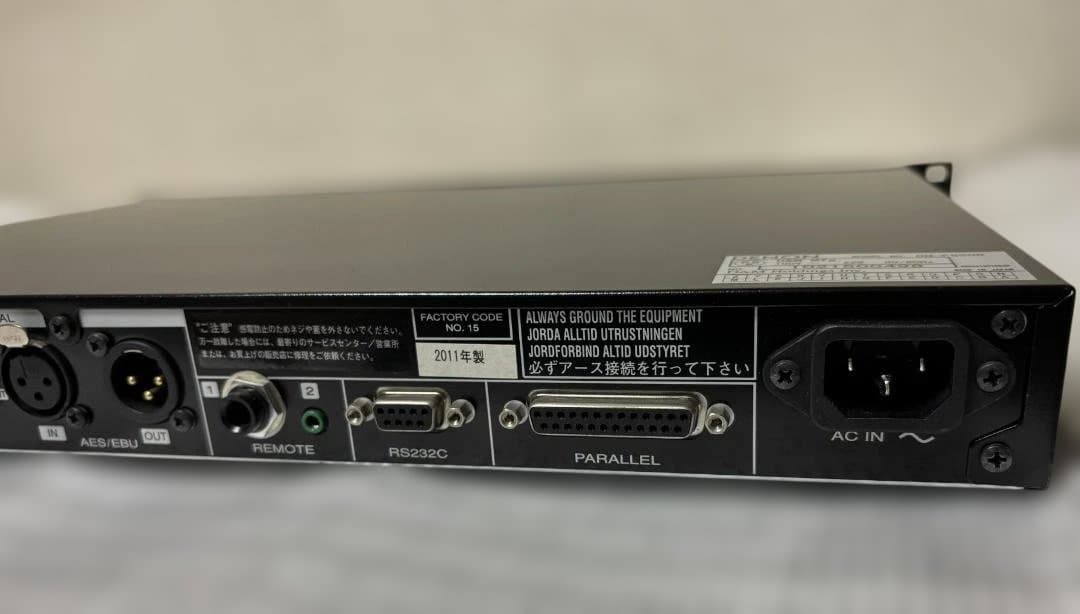 AL
IN
AES/EBU
OUT
"ご注意" 感電防止のためネジや蓋を外さないでください。
万一故障した場合には、最寄りのサービスセンター／営業所
または、お買上げの販売店に修理をご依頼ください。
1
2
REMOTE
FACTORY CODE
NO. 15
2011年製
RS232C
ALWAYS GROUND THE EQUIPMENT
JORDA ALLTID UTRUSTNINGEN
JORDFORBIND ALTID UDSTYRET
必ずアース接続を行って下さい
PARALLEL
AC IN
D&M Holdings Inc.